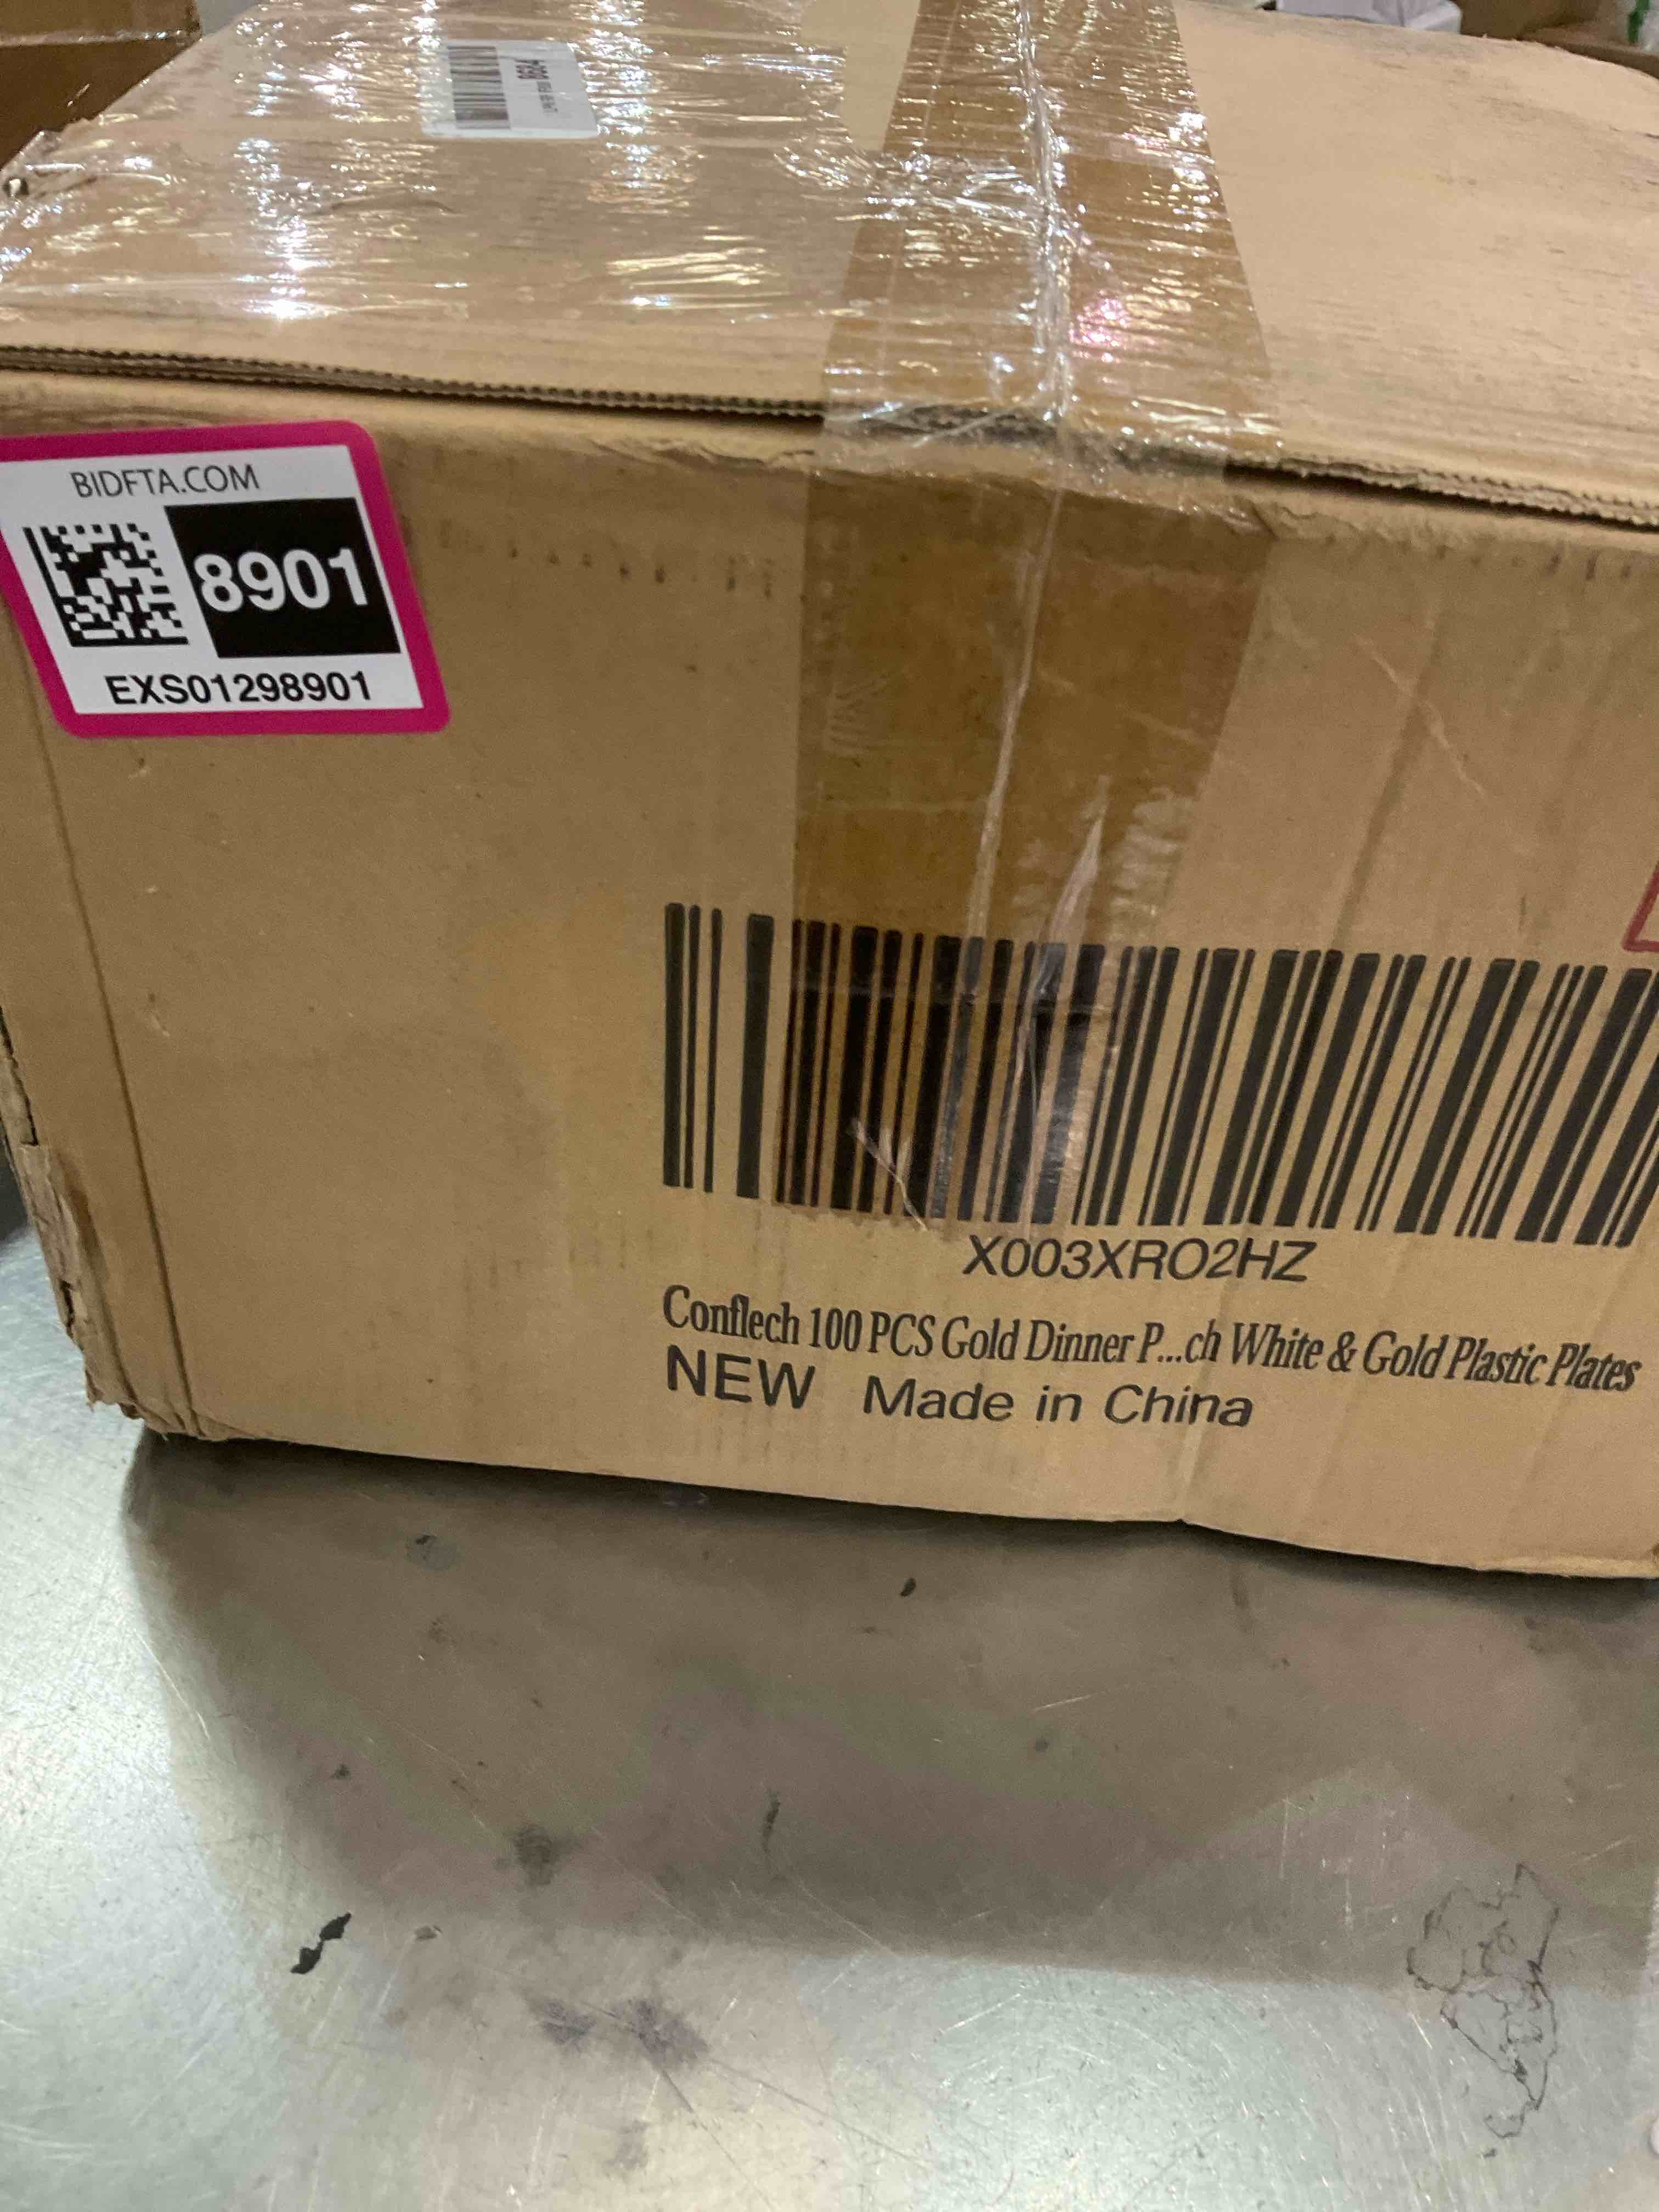 8684
BIDFTA.COM
8901
EXS01298901
X003XRO2HZ
Conflech 100 PCS Gold Dinner P...ch White & Gold Plastic Plates
NEW Made in China